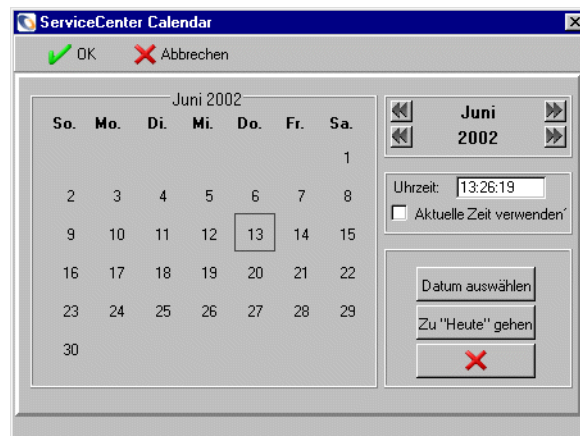 ServiceCenter Calendar
OK Abbrechen
Juni 2002
So. Mo. Di. Mi. Do. Fr. Sa.
1
2 3 4 5 6 7 8
9 10 11 12 13 14 15
16 17 18 19 20 21 22
23 24 25 26 27 28 29
30
Juni
2002
Uhrzeit: 13:26:19
Aktuelle Zeit verwenden
Datum auswählen
Zu "Heute" gehen